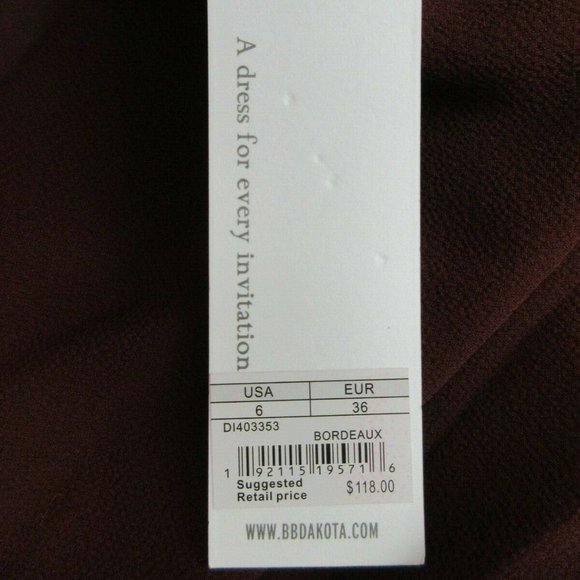 A dress for every invitation
USA EUR
6 36
DI403353
BORDEAUX
1 92115 19571 6
Suggested
Retail price $118.00
WWW.BBDAKOTA.COM